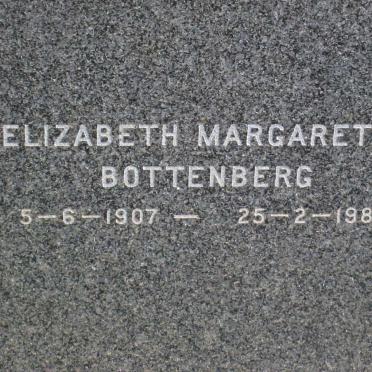 ELIZABETH MARGARET
BOTTENBERG
5-6-1907 — 25-2-198